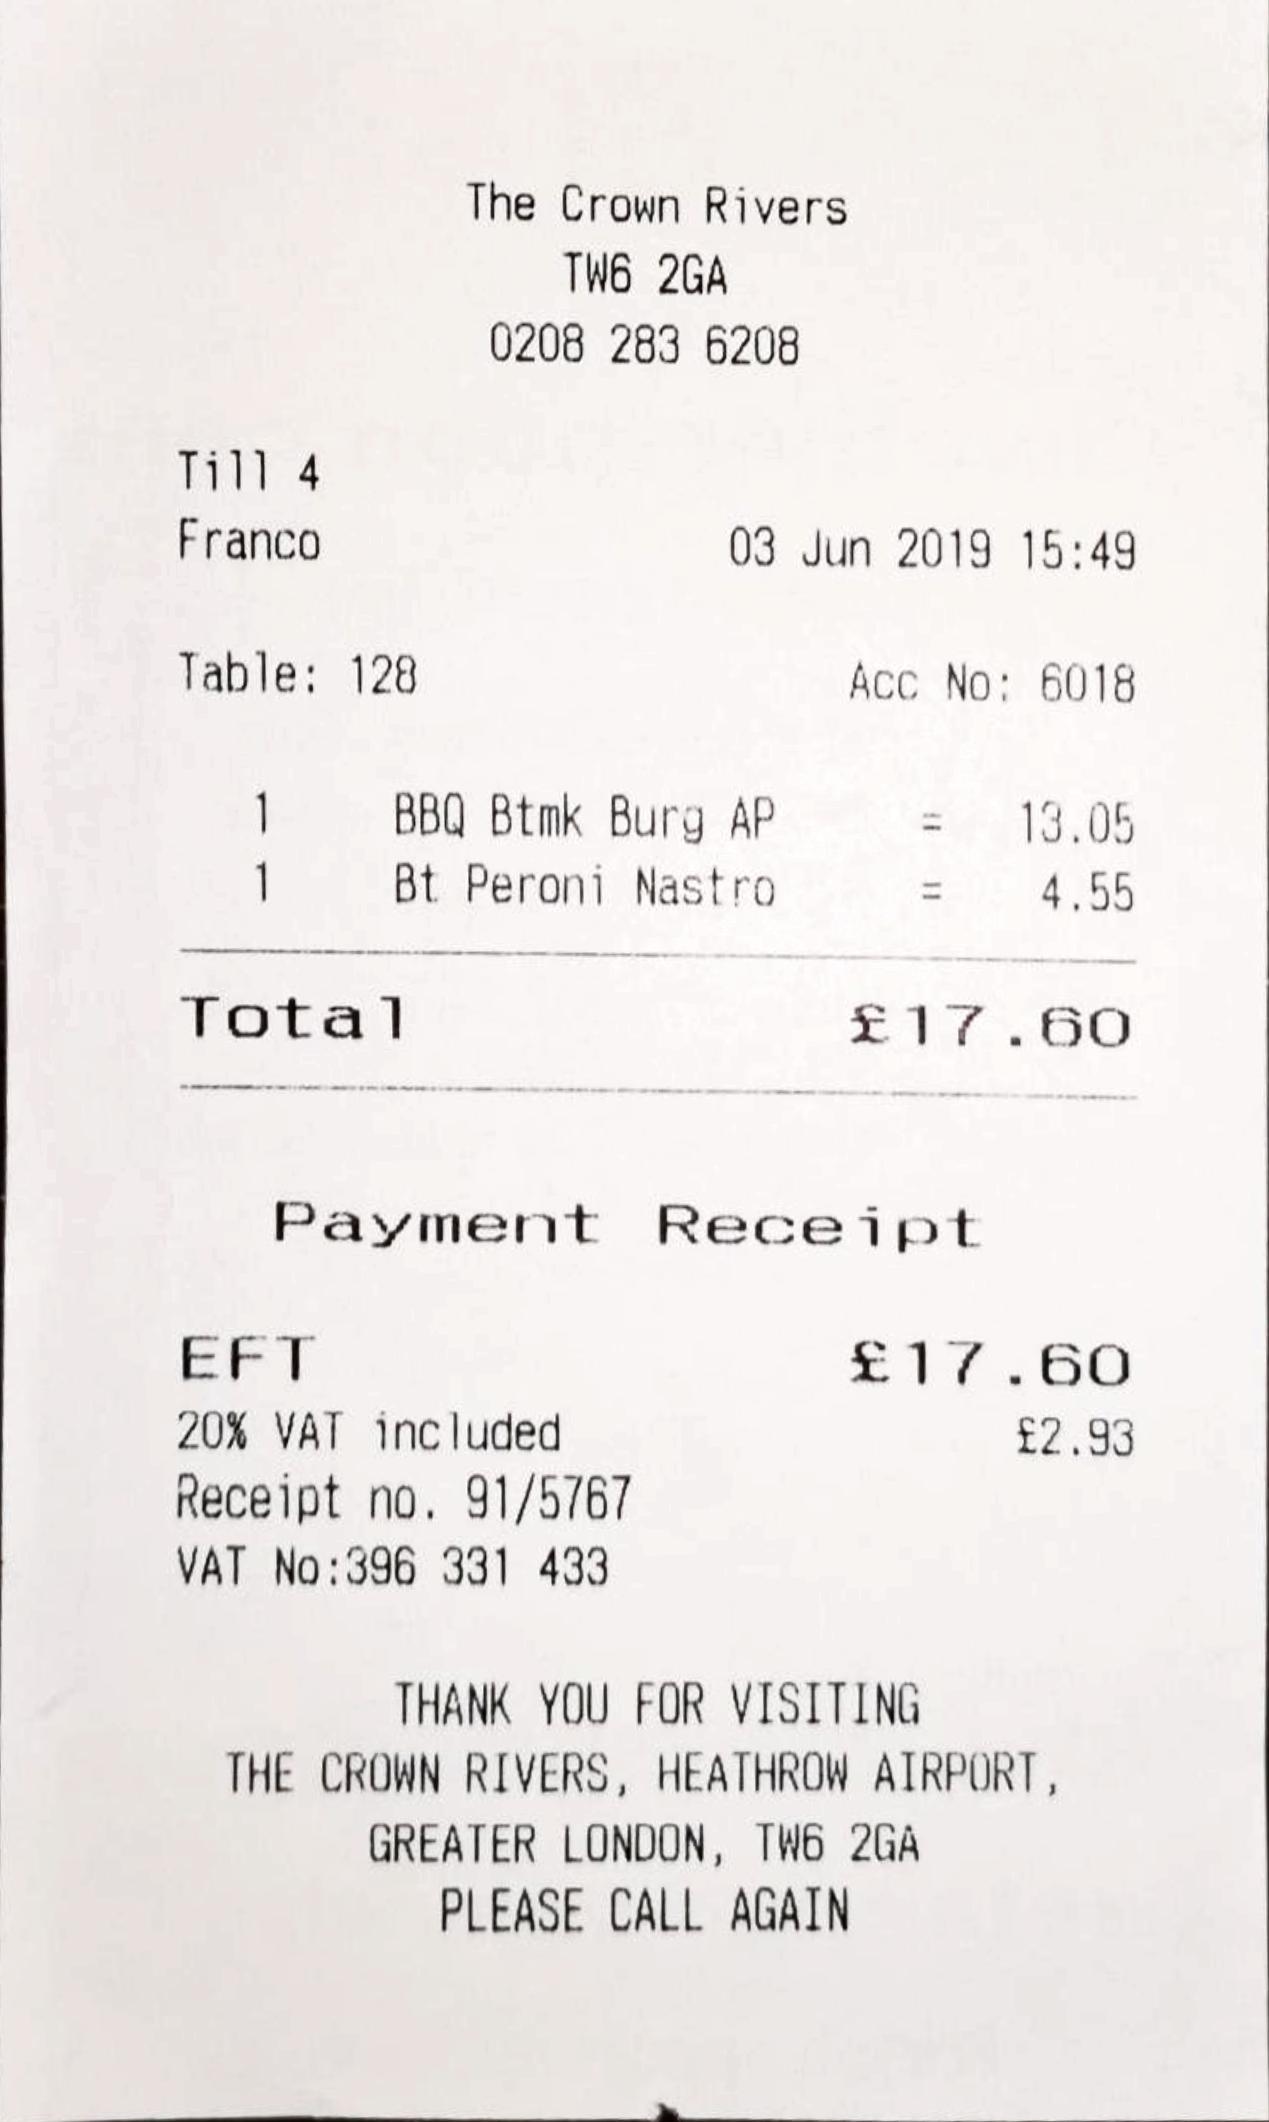 The Crown Rivers
TW6 2GA
0208 283 6208
Till 4
Franco 03 Jun 2019 15:49
Table: 128 Acc No: 6018
1 BBQ Btmk Burg AP = 13.05
1 Bt Peroni Nastro = 4.55
Total £17.60
Payment Receipt
EFT £17.60
20% VAT included £2.93
Receipt no. 91/5767
VAT No:396 331 433
THANK YOU FOR VISITING
THE CROWN RIVERS, HEATHROW AIRPORT,
GREATER LONDON, TW6 2GA
PLEASE CALL AGAIN